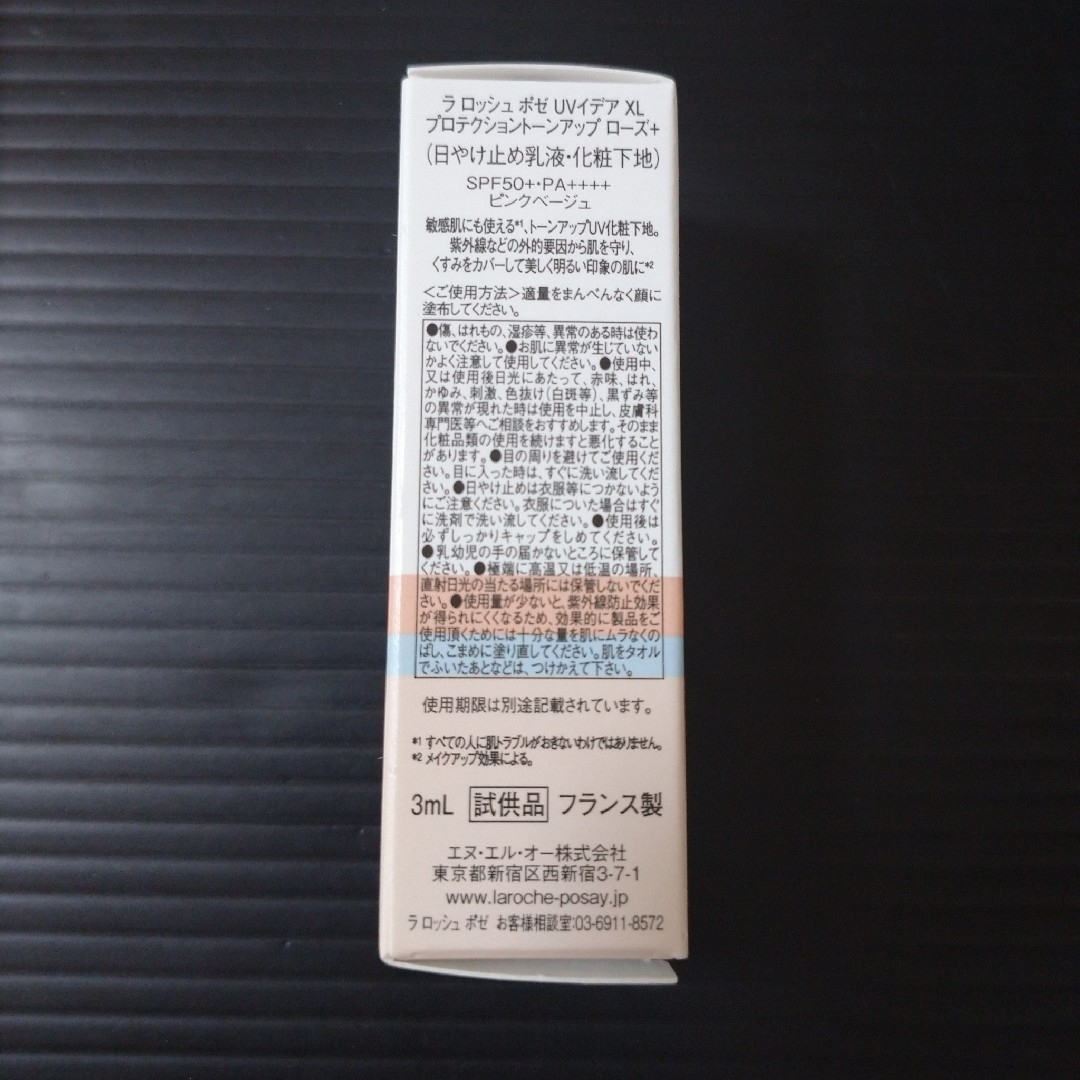 ラ ロッシュ ポゼ UVイデア XL
プロテクショントーンアップ ローズ+
(日やけ止め乳液・化粧下地)
SPF50+・PA++++
ピンクベージュ
敏感肌にも使える*1、トーンアップUV化粧下地。
紫外線などの外的要因から肌を守り、
くすみをカバーして美しく明るい印象の肌に*2
<ご使用方法>適量をまんべんなく顔に
塗布してください。
●傷、はれもの、湿疹等、異常のある時は使わ
ないでください。●お肌に異常が生じていない
かよく注意して使用してください。●使用中、
又は使用後日光にあたって、赤味、はれ、
かゆみ、刺激、色抜け(白斑等)、黒ずみ等
の異常が現れた時は使用を中止し、皮膚科
専門医等へご相談をおすすめします。そのまま
化粧品類の使用を続けますと悪化すること
があります。●目の周りを避けてご使用くだ
さい。目に入った時は、すぐに洗い流してくだ
さい。●日やけ止めは衣服等につかないよう
にご注意ください。衣服についた場合はすぐ
に洗剤で洗い流してください。●使用後は
必ずしっかりキャップをしめてください。
●乳幼児の手の届かないところに保管して
ください。●極端に高温又は低温の場所、
直射日光の当たる場所には保管しないでくだ
さい。●使用量が少ないと、紫外線防止効果
が得られにくくなるため、効果的に製品をご
使用頂くためには十分な量を肌にムラなくの
ばし、こまめに塗り直してください。肌をタオル
でふいたあとなどは、つけかえて下さい。
使用期限は別途記載されています。
*1 すべての人に肌トラブルがおきないわけではありません。
*2 メイクアップ効果による。
3mL 試供品 フランス製
エヌ・エル・オー株式会社
東京都新宿区西新宿3-7-1
www.laroche-posay.jp
ラ ロッシュ ポゼ お客様相談室:03-6911-8572